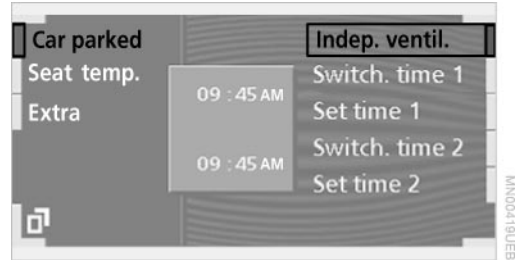 Car parked
Seat temp.
Extra
09 : 45 AM
09 : 45 AM
Indep. ventil.
Switch. time 1
Set time 1
Switch. time 2
Set time 2
MN00419UEB